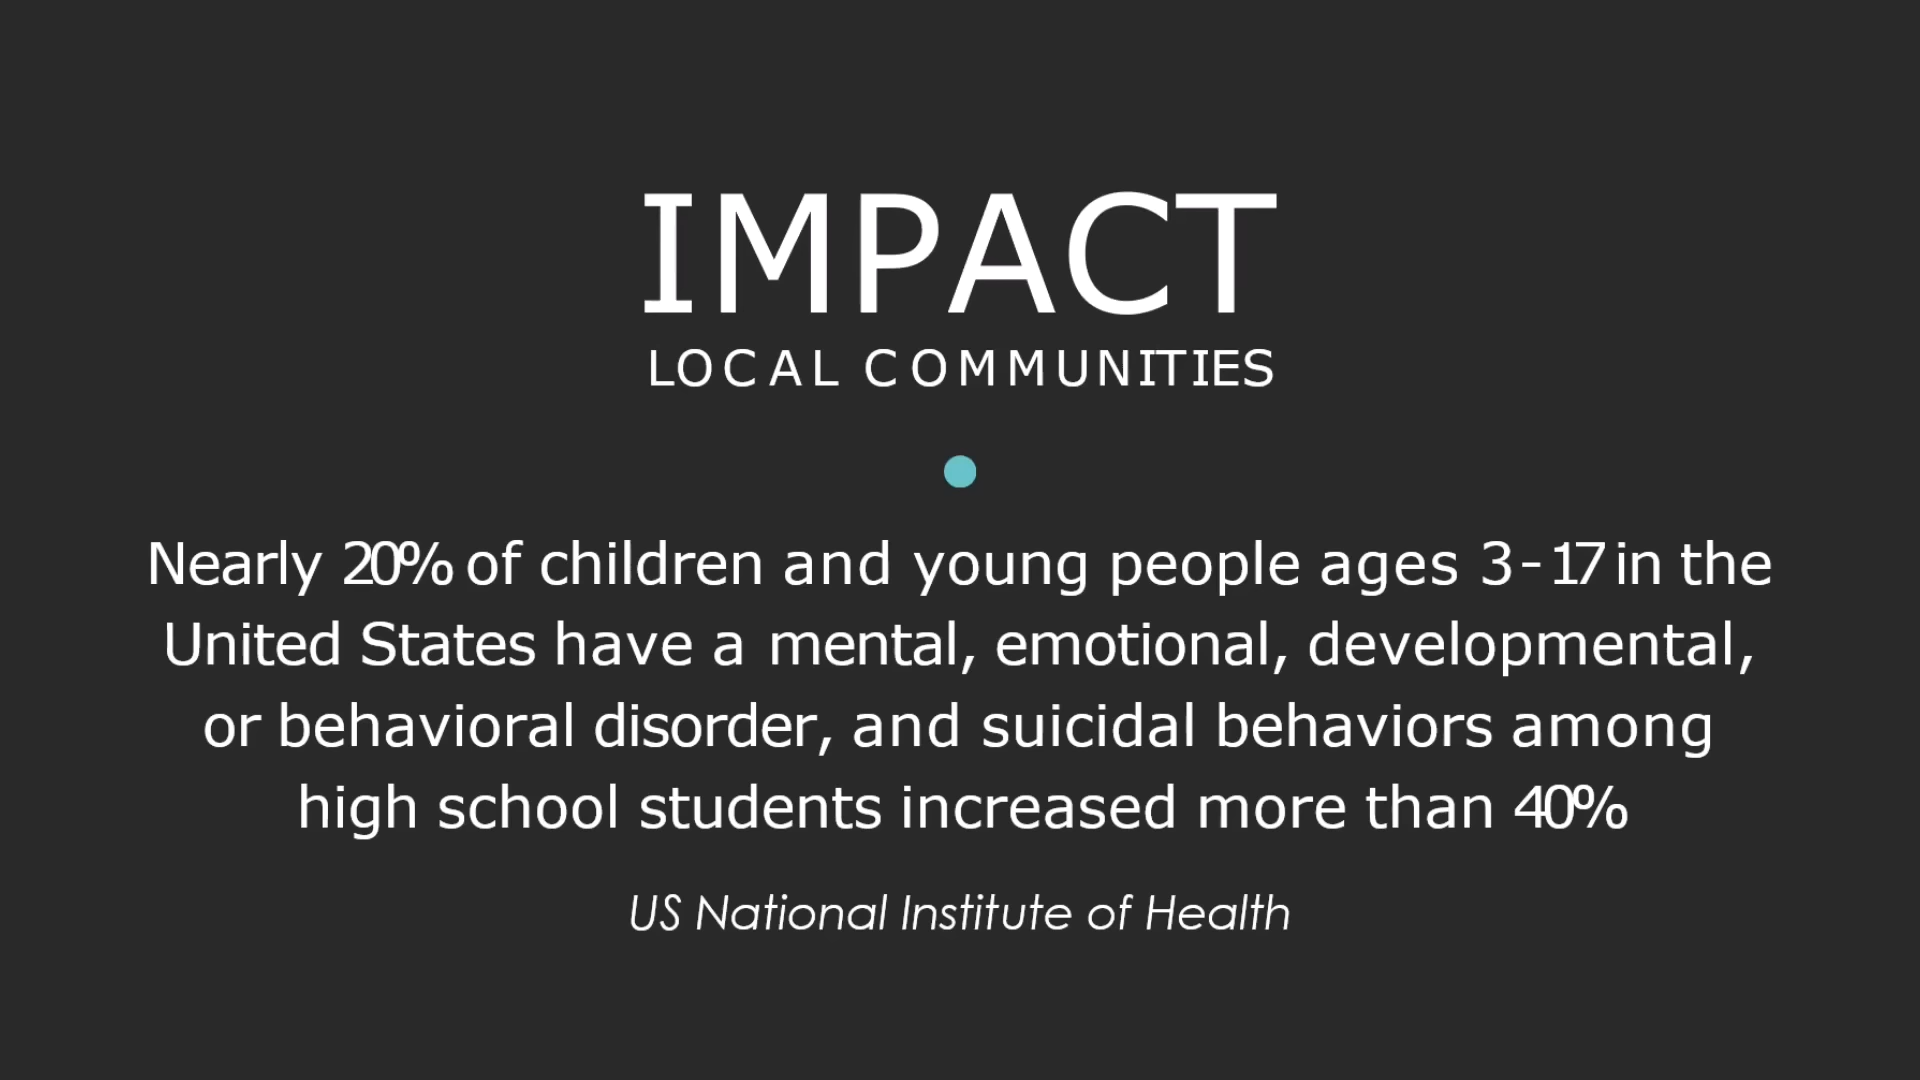 IMPACT
LOCAL COMMUNITIES
Nearly 20% of children and young people ages 3-17 in the
United States have a mental, emotional, developmental,
or behavioral disorder, and suicidal behaviors among
high school students increased more than 40%
US National Institute of Health